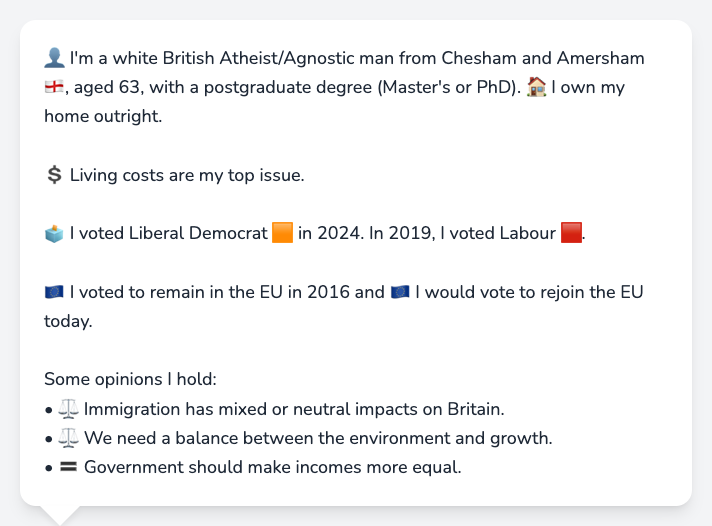 👤 I'm a white British Atheist/Agnostic man from Chesham and Amersham
🏴󠁧󠁢󠁥󠁮󠁧󠁿, aged 63, with a postgraduate degree (Master's or PhD). 🏠 I own my
home outright.
💲 Living costs are my top issue.
🗳️ I voted Liberal Democrat 🟧 in 2024. In 2019, I voted Labour 🟥.
🇪🇺 I voted to remain in the EU in 2016 and 🇪🇺 I would vote to rejoin the EU
today.
Some opinions I hold:
• ⚖️ Immigration has mixed or neutral impacts on Britain.
• ⚖️ We need a balance between the environment and growth.
• 🟰 Government should make incomes more equal.